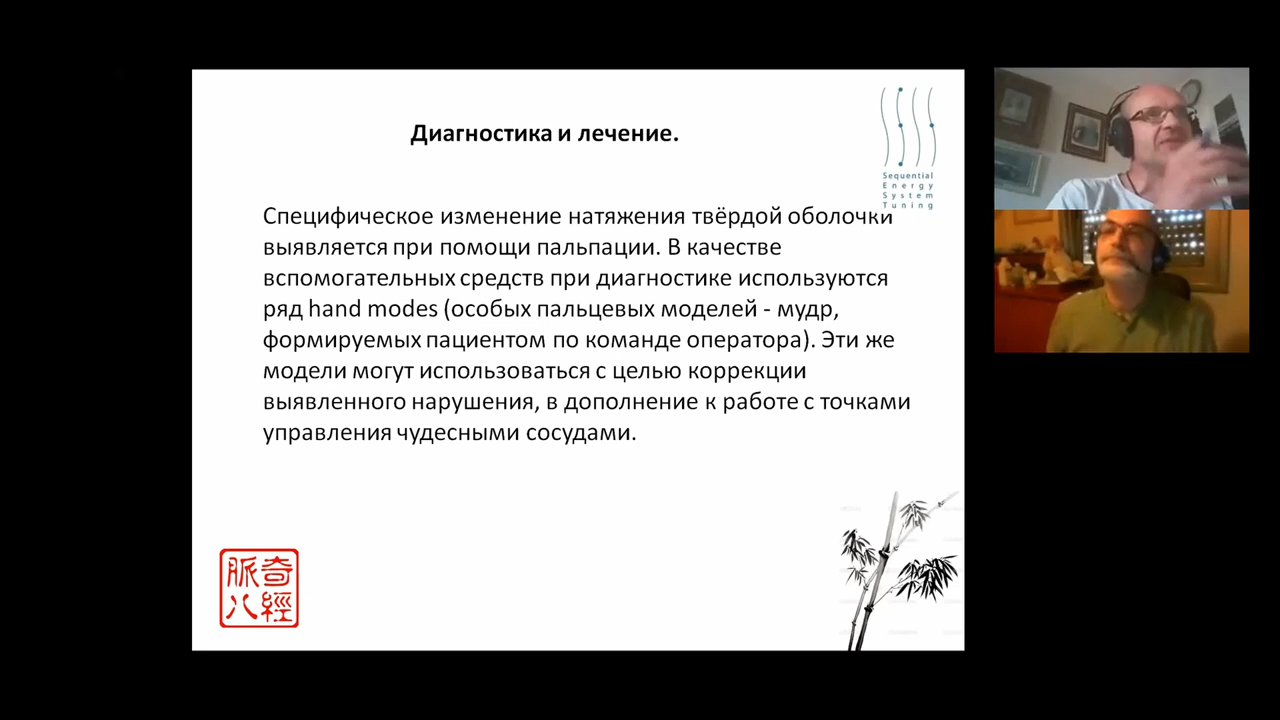 Диагностика и лечение.
Sequential
Energy
System
Tuning
Специфическое изменение натяжения твёрдой оболочки
выявляется при помощи пальпации. В качестве
вспомогательных средств при диагностике используются
ряд hand modes (особых пальцевых моделей - мудр,
формируемых пациентом по команде оператора). Эти же
модели могут использоваться с целью коррекции
выявленного нарушения, в дополнение к работе с точками
управления чудесными сосудами.
奇經
脈八